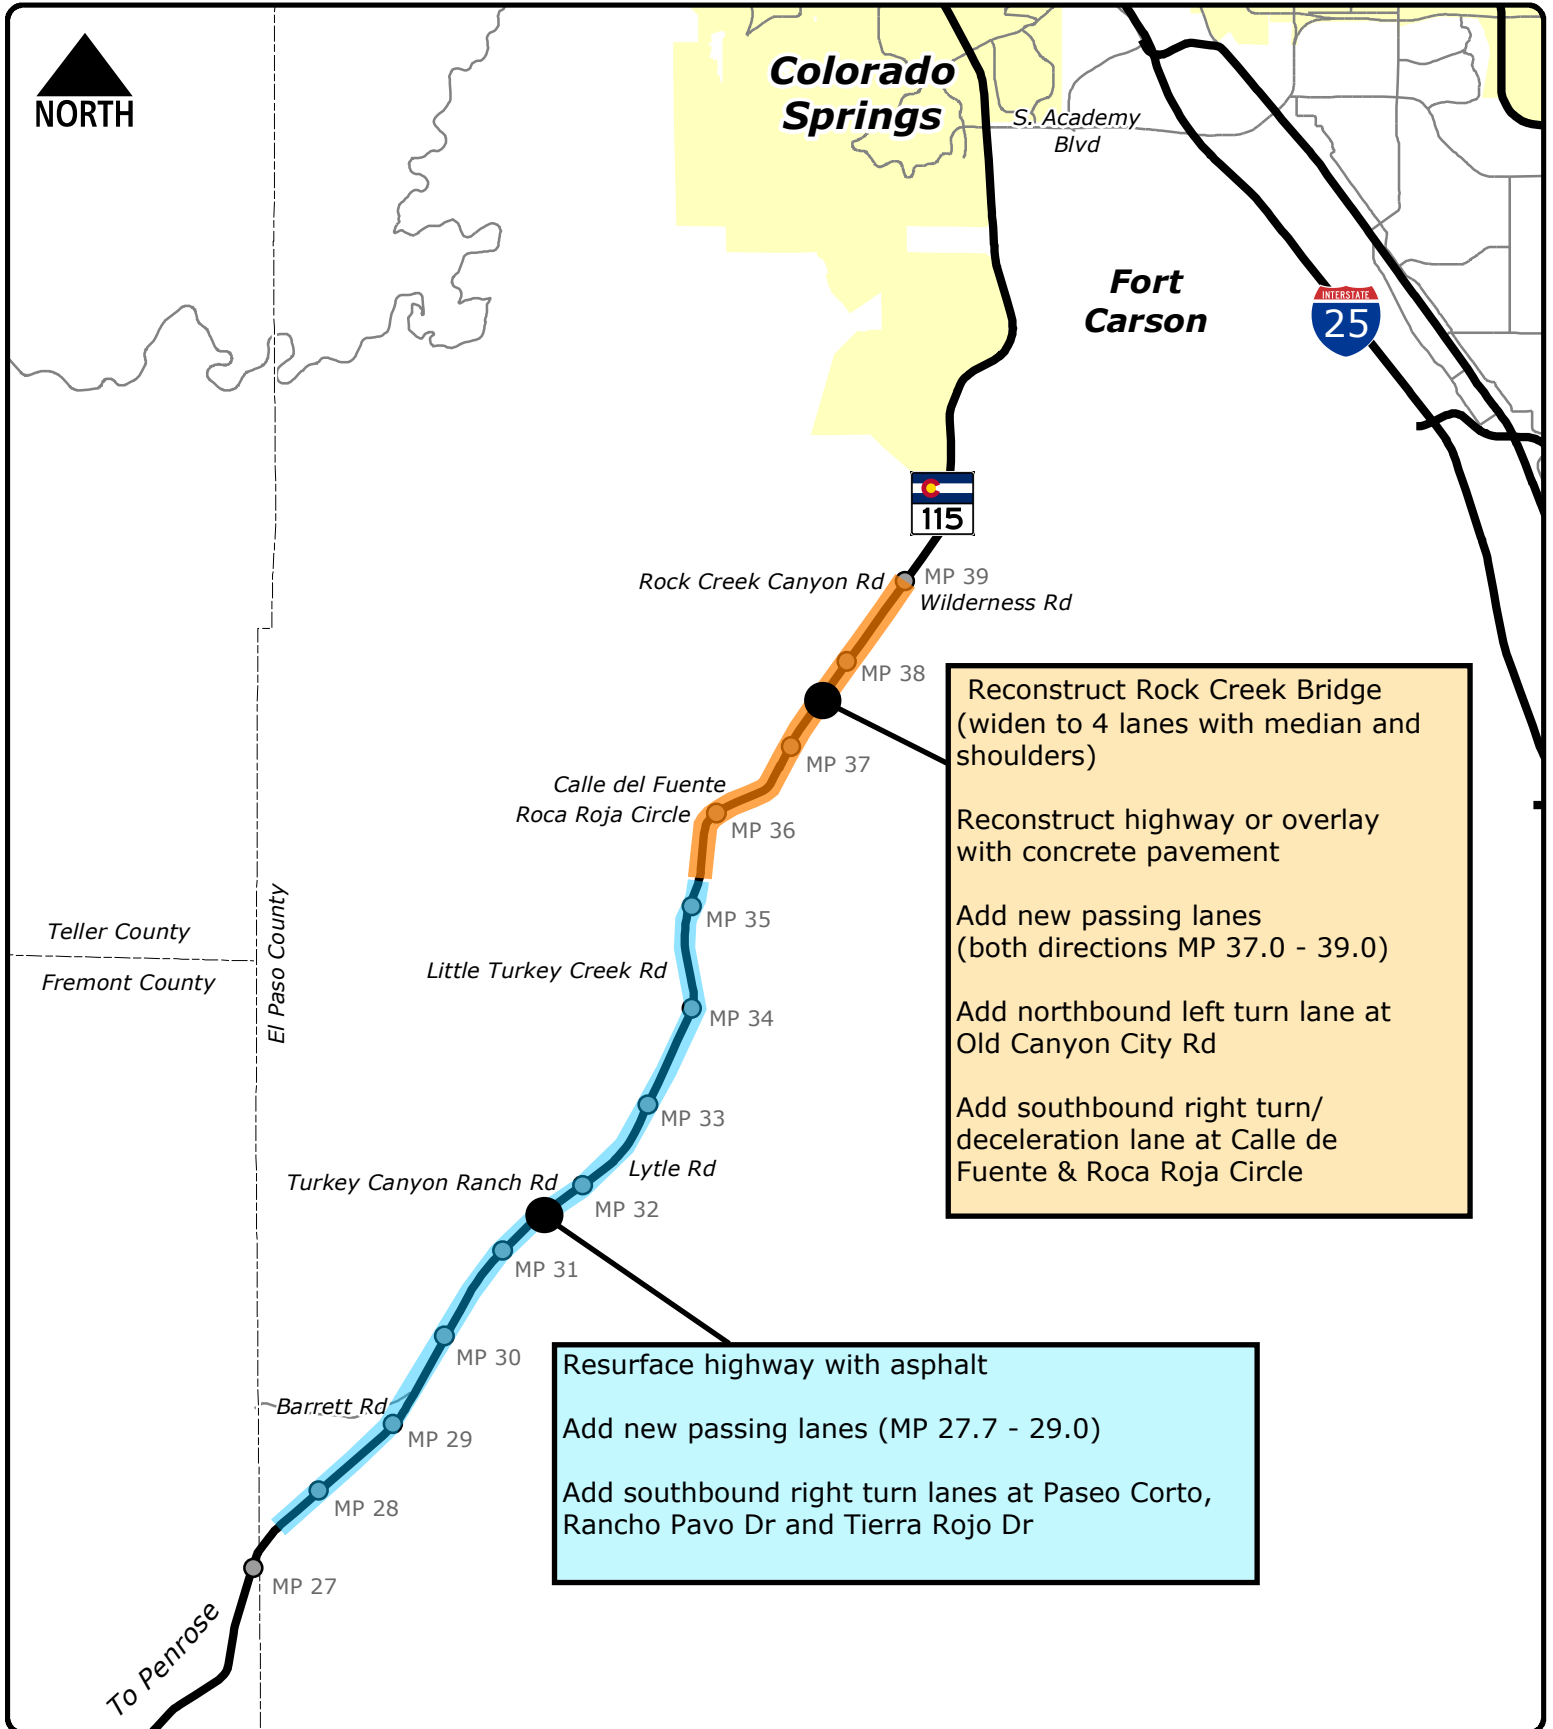 NORTH
Colorado
Springs
S. Academy
Blvd
Fort
Carson
INTERSTATE
25
115
Rock Creek Canyon Rd
MP 39
Wilderness Rd
MP 38
Reconstruct Rock Creek Bridge
(widen to 4 lanes with median and
shoulders)
Reconstruct highway or overlay
with concrete pavement
Add new passing lanes
(both directions MP 37.0 - 39.0)
Add northbound left turn lane at
Old Canyon City Rd
Add southbound right turn/
deceleration lane at Calle de
Fuente & Roca Roja Circle
MP 37
Calle del Fuente
Roca Roja Circle
MP 36
MP 35
Teller County
Fremont County
El Paso County
Little Turkey Creek Rd
MP 34
MP 33
Lytle Rd
Turkey Canyon Ranch Rd
MP 32
MP 31
MP 30
Resurface highway with asphalt
Add new passing lanes (MP 27.7 - 29.0)
Add southbound right turn lanes at Paseo Corto,
Rancho Pavo Dr and Tierra Rojo Dr
Barrett Rd
MP 29
MP 28
MP 27
To Penrose